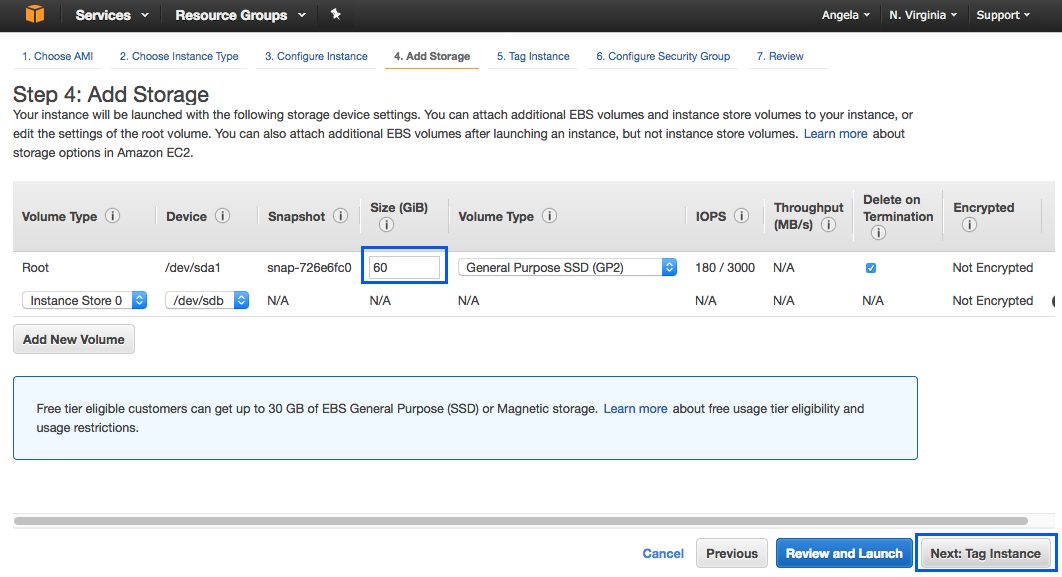 Services Resource Groups Angela N. Virginia Support
1. Choose AMI 2. Choose Instance Type 3. Configure Instance 4. Add Storage 5. Tag Instance 6. Configure Security Group 7. Review
Step 4: Add Storage
Your instance will be launched with the following storage device settings. You can attach additional EBS volumes and instance store volumes to your instance, or
edit the settings of the root volume. You can also attach additional EBS volumes after launching an instance, but not instance store volumes. Learn more about
storage options in Amazon EC2.
Volume Type i Device i Snapshot i Size (GiB) i Volume Type i IOPS i Throughput (MB/s) i Delete on Termination i Encrypted i
Root /dev/sda1 snap-726e6fc0 60 General Purpose SSD (GP2) 180 / 3000 N/A Not Encrypted
Instance Store 0 /dev/sdb N/A N/A N/A N/A N/A N/A Not Encrypted
Add New Volume
Free tier eligible customers can get up to 30 GB of EBS General Purpose (SSD) or Magnetic storage. Learn more about free usage tier eligibility and
usage restrictions.
Cancel Previous Review and Launch Next: Tag Instance